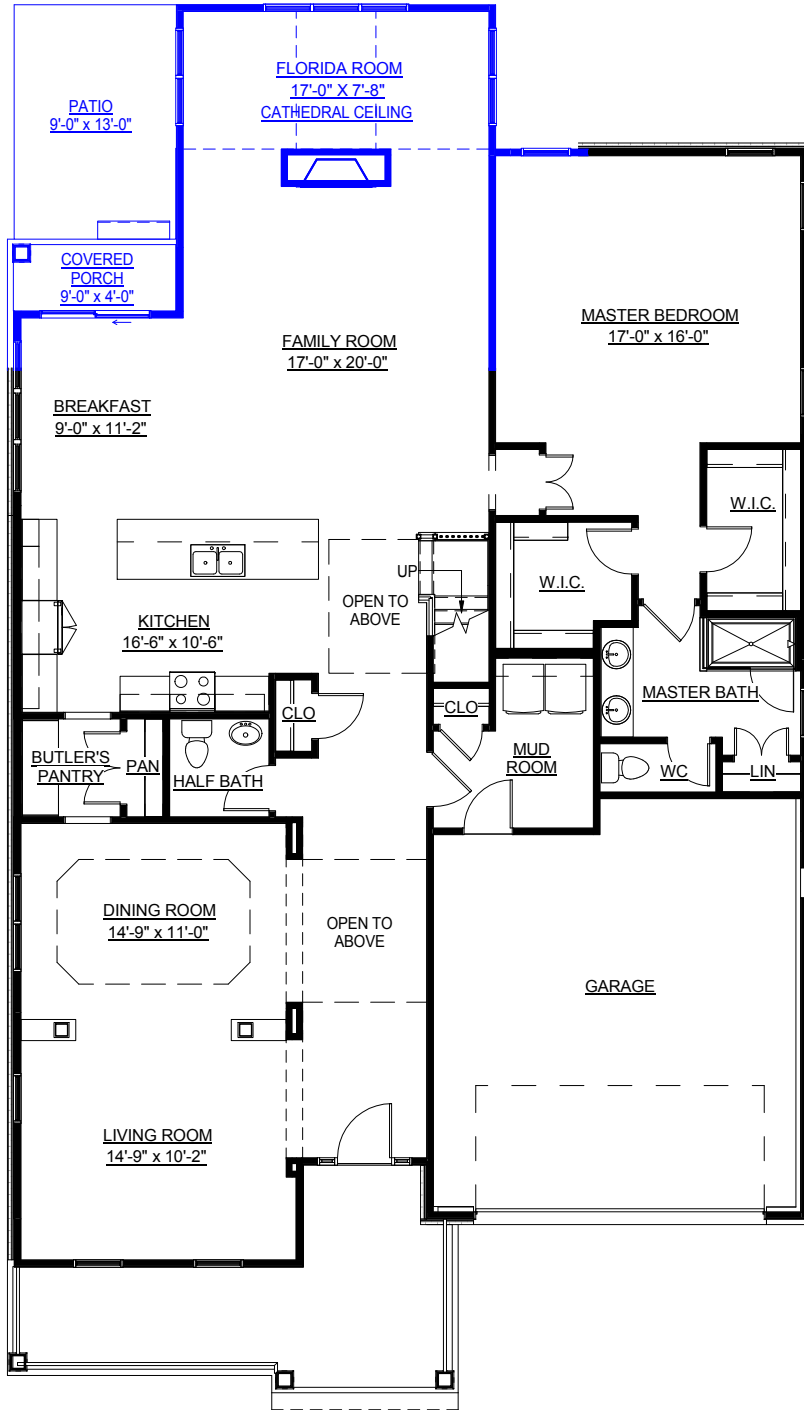 FLORIDA ROOM
17'-0" X 7'-8"
CATHEDRAL CEILING
PATIO
9'-0" x 13'-0"
COVERED
PORCH
9'-0" x 4'-0"
MASTER BEDROOM
17'-0" x 16'-0"
FAMILY ROOM
17'-0" x 20'-0"
BREAKFAST
9'-0" x 11'-2"
W.I.C.
W.I.C.
UP
OPEN TO
ABOVE
KITCHEN
16'-6" x 10'-6"
MASTER BATH
CLO
CLO
MUD
ROOM
BUTLER'S
PANTRY
PAN
HALF BATH
WC
LIN
DINING ROOM
14'-9" x 11'-0"
OPEN TO
ABOVE
GARAGE
LIVING ROOM
14'-9" x 10'-2"